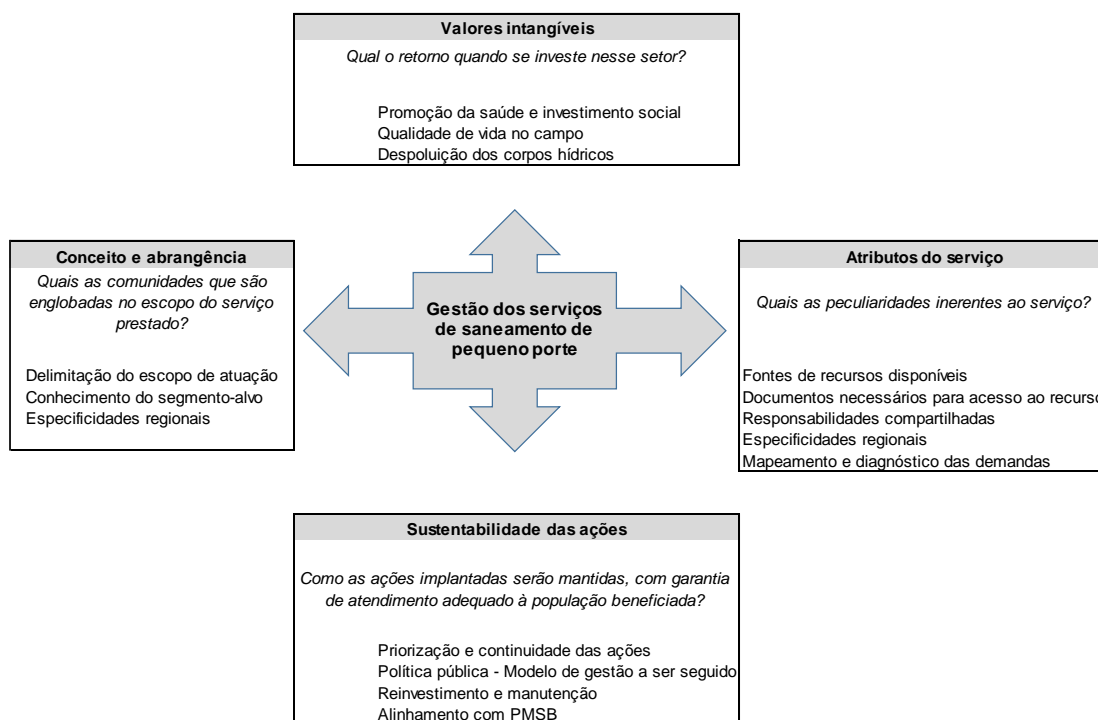 Valores intangíveis
Qual o retorno quando se investe nesse setor?
Promoção da saúde e investimento social
Qualidade de vida no campo
Despoluição dos corpos hídricos
Conceito e abrangência
Quais as comunidades que são
englobadas no escopo do serviço
prestado?
Delimitação do escopo de atuação
Conhecimento do segmento-alvo
Especificidades regionais
Gestão dos serviços
de saneamento de
pequeno porte
Atributos do serviço
Quais as peculiaridades inerentes ao serviço?
Fontes de recursos disponíveis
Documentos necessários para acesso ao recurso
Responsabilidades compartilhadas
Especificidades regionais
Mapeamento e diagnóstico das demandas
Sustentabilidade das ações
Como as ações implantadas serão mantidas, com garantia
de atendimento adequado à população beneficiada?
Priorização e continuidade das ações
Política pública - Modelo de gestão a ser seguido
Reinvestimento e manutenção
Alinhamento com PMSB